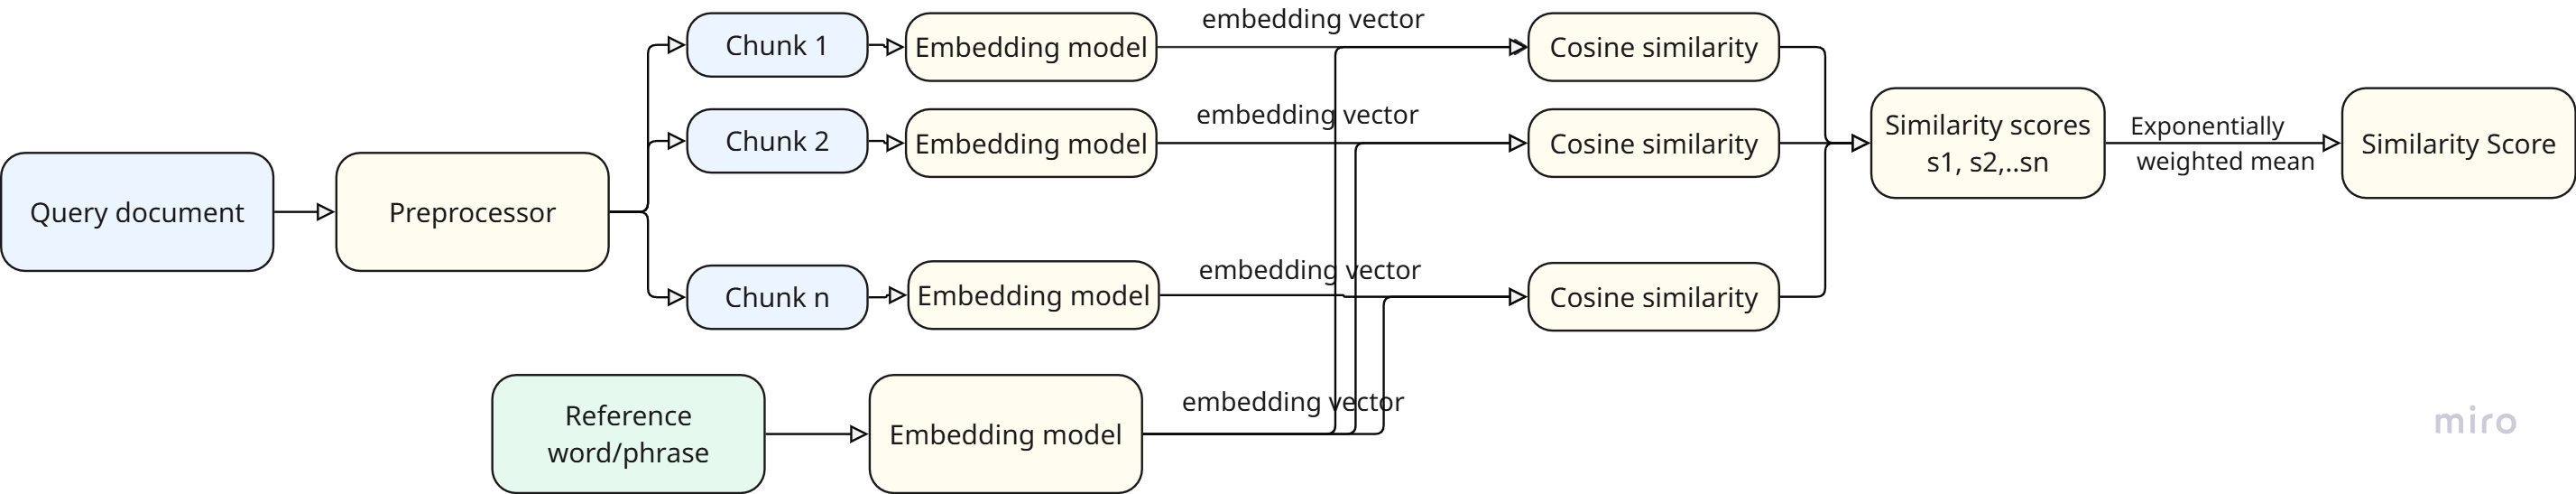 embedding vector
Chunk 1
Embedding model
Cosine similarity
embedding vector
Chunk 2
Embedding model
Cosine similarity
Similarity scores
s1, s2,..sn
Exponentially
weighted mean
Similarity Score
Query document
Preprocessor
embedding vector
Chunk n
Embedding model
Cosine similarity
Reference
word/phrase
Embedding model
embedding vector
miro